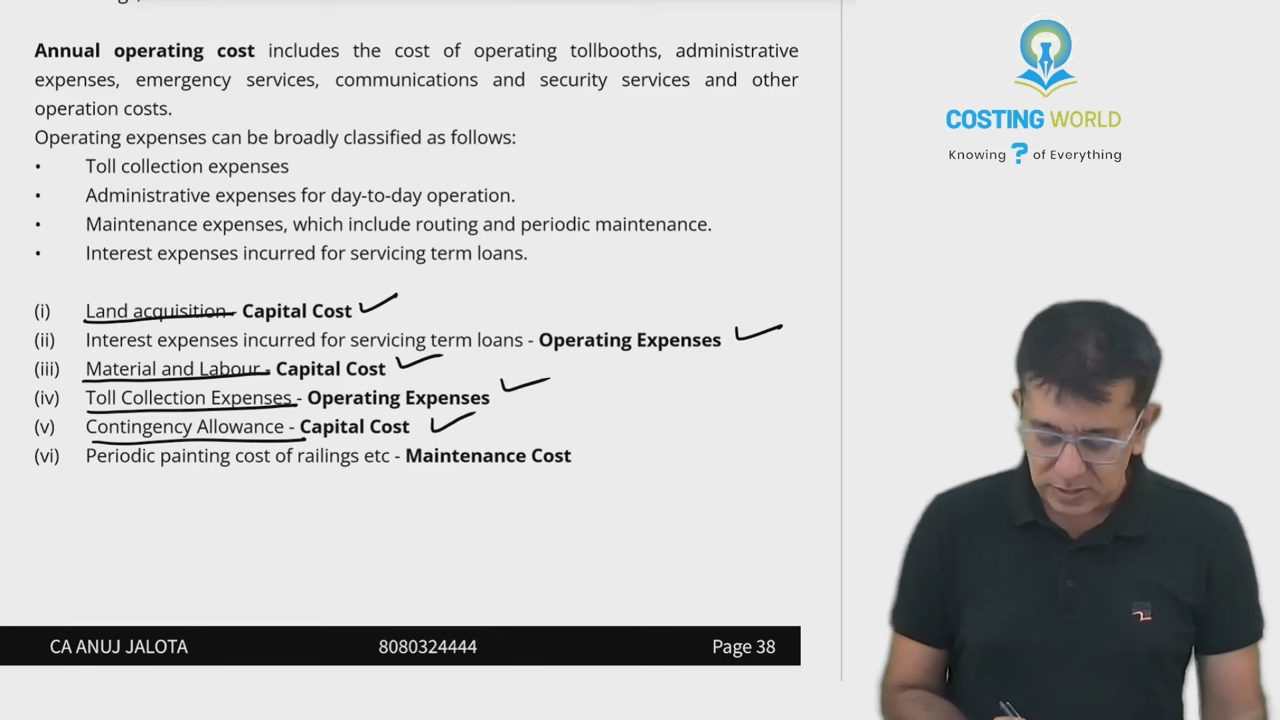 Annual operating cost includes the cost of operating tollbooths, administrative
expenses, emergency services, communications and security services and other
operation costs.
Operating expenses can be broadly classified as follows:
• Toll collection expenses
• Administrative expenses for day-to-day operation.
• Maintenance expenses, which include routing and periodic maintenance.
• Interest expenses incurred for servicing term loans.
(i) Land acquisition - Capital Cost
(ii) Interest expenses incurred for servicing term loans - Operating Expenses
(iii) Material and Labour - Capital Cost
(iv) Toll Collection Expenses - Operating Expenses
(v) Contingency Allowance - Capital Cost
(vi) Periodic painting cost of railings etc - Maintenance Cost
CA ANUJ JALOTA 8080324444 Page 38
COSTING WORLD
Knowing ? of Everything